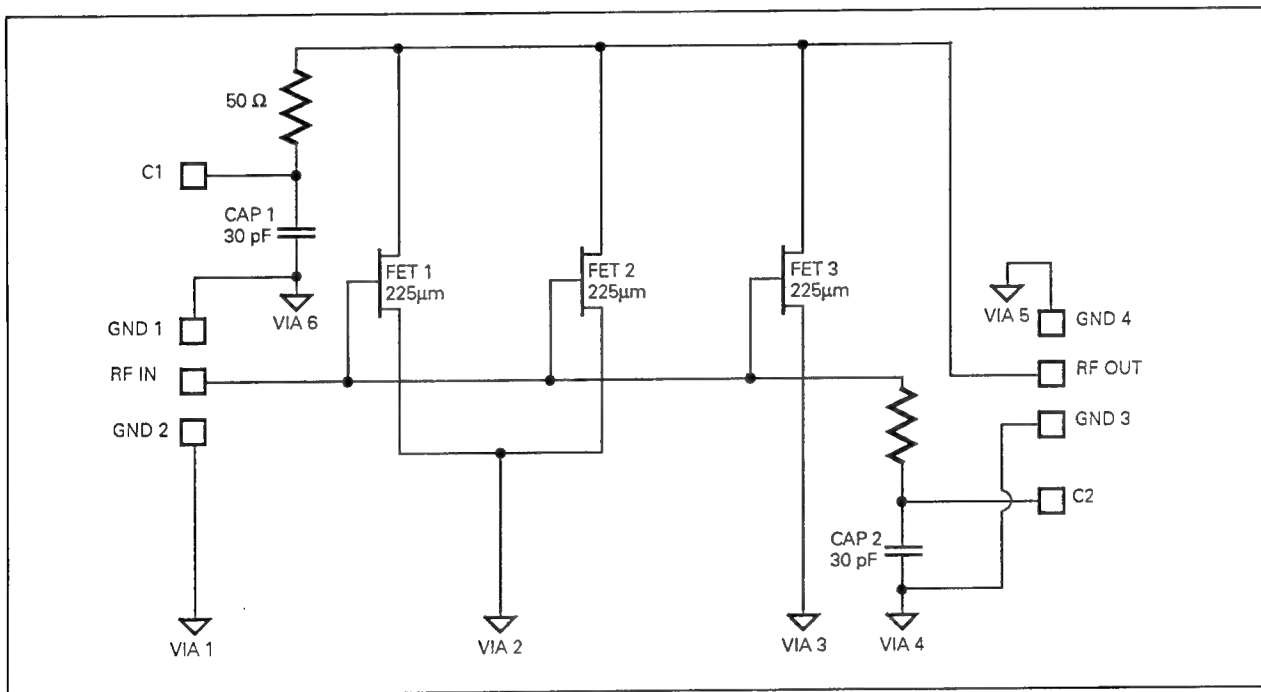 50 Ω
C1
CAP 1
30 pF
FET 1
225µm
FET 2
225µm
FET 3
225µm
VIA 6
VIA 5
GND 1
GND 4
RF IN
RF OUT
GND 2
GND 3
C2
CAP 2
30 pF
VIA 1
VIA 2
VIA 3
VIA 4